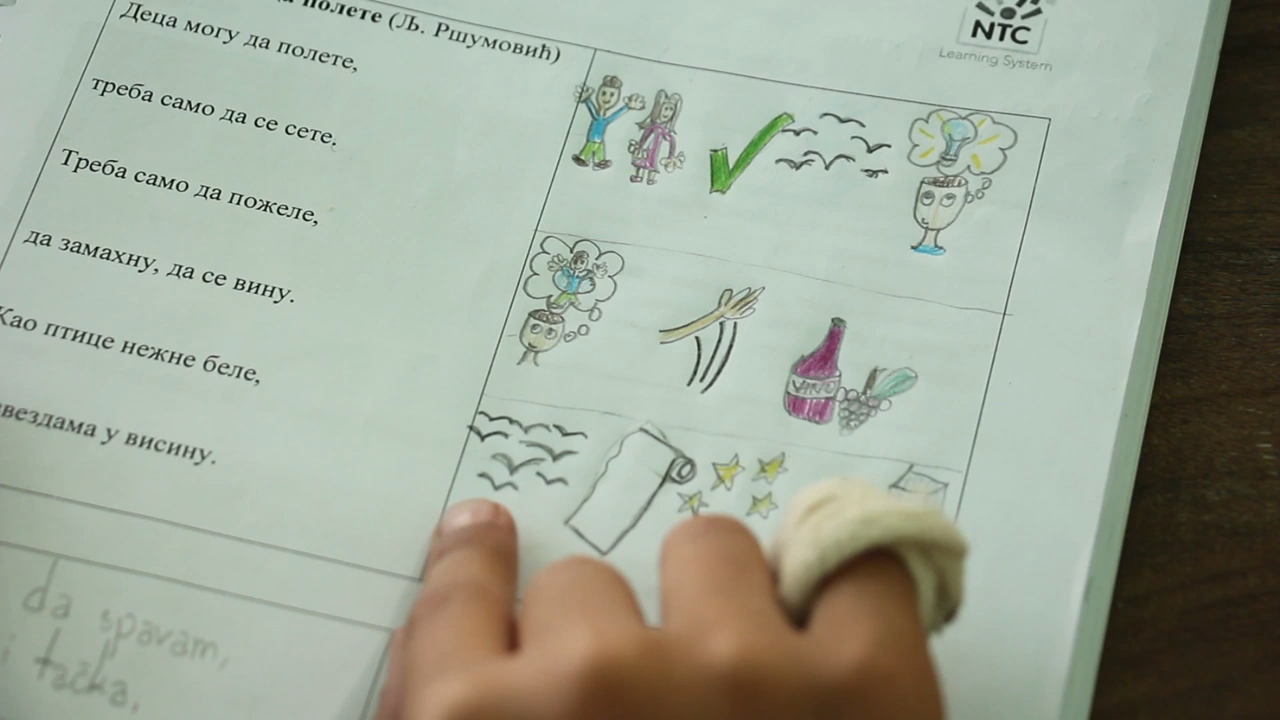 полете (Љ. Ршумовић)
Деца могу да полете,
треба само да се сете.
Треба само да пожеле,
да замахну, да се вину.
Као птице нежне беле,
звездама у висину.
NTC
Learning System
VINO
da spavam,
i tačka,